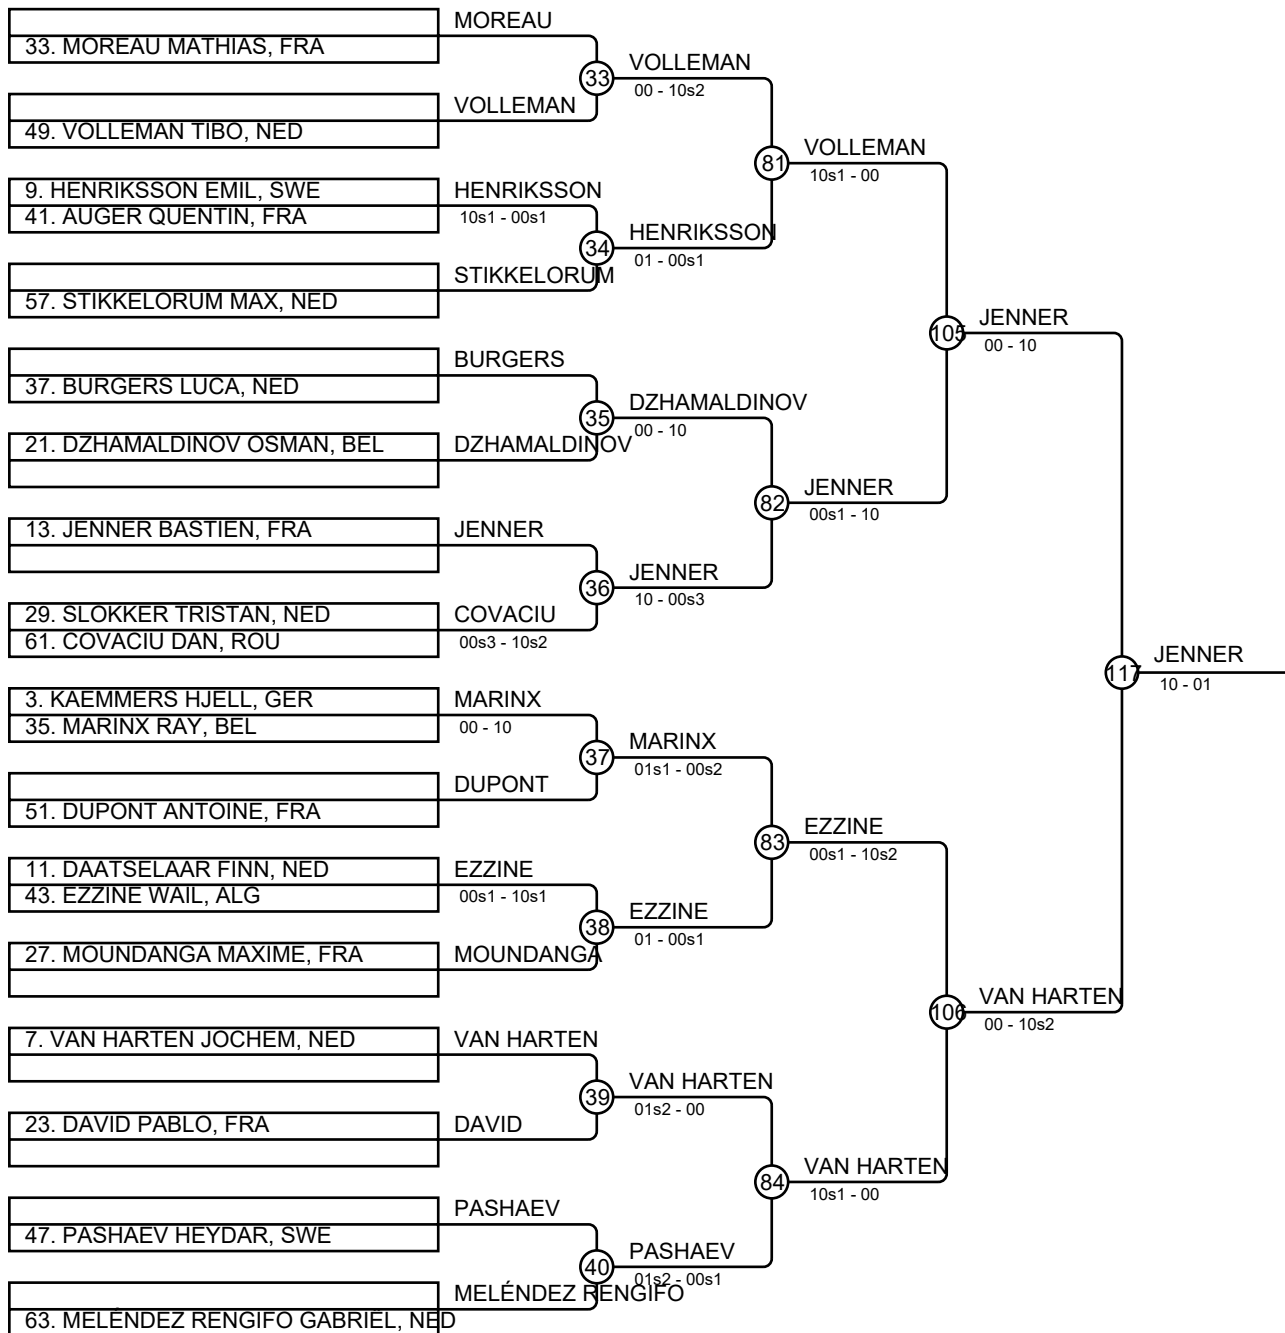 MOREAU
33. MOREAU MATHIAS, FRA
33
VOLLEMAN
00 - 10s2
VOLLEMAN
49. VOLLEMAN TIBO, NED
81
VOLLEMAN
10s1 - 00
9. HENRIKSSON EMIL, SWE
HENRIKSSON
41. AUGER QUENTIN, FRA
10s1 - 00s1
34
HENRIKSSON
01 - 00s1
STIKKELORUM
57. STIKKELORUM MAX, NED
105
JENNER
00 - 10
BURGERS
37. BURGERS LUCA, NED
35
DZHAMALDINOV
00 - 10
21. DZHAMALDINOV OSMAN, BEL
DZHAMALDINOV
82
JENNER
00s1 - 10
13. JENNER BASTIEN, FRA
JENNER
36
JENNER
10 - 00s3
29. SLOKKER TRISTAN, NED
COVACIU
61. COVACIU DAN, ROU
00s3 - 10s2
117
JENNER
10 - 01
3. KAEMMERS HJELL, GER
MARINX
35. MARINX RAY, BEL
00 - 10
37
MARINX
01s1 - 00s2
DUPONT
51. DUPONT ANTOINE, FRA
83
EZZINE
00s1 - 10s2
11. DAATSELAAR FINN, NED
EZZINE
43. EZZINE WAIL, ALG
00s1 - 10s1
38
EZZINE
01 - 00s1
27. MOUNDANGA MAXIME, FRA
MOUNDANGA
106
VAN HARTEN
00 - 10s2
7. VAN HARTEN JOCHEM, NED
VAN HARTEN
39
VAN HARTEN
01s2 - 00
23. DAVID PABLO, FRA
DAVID
84
VAN HARTEN
10s1 - 00
PASHAEV
47. PASHAEV HEYDAR, SWE
40
PASHAEV
01s2 - 00s1
MELÉNDEZ RENGIFO
63. MELÉNDEZ RENGIFO GABRIEL, NED